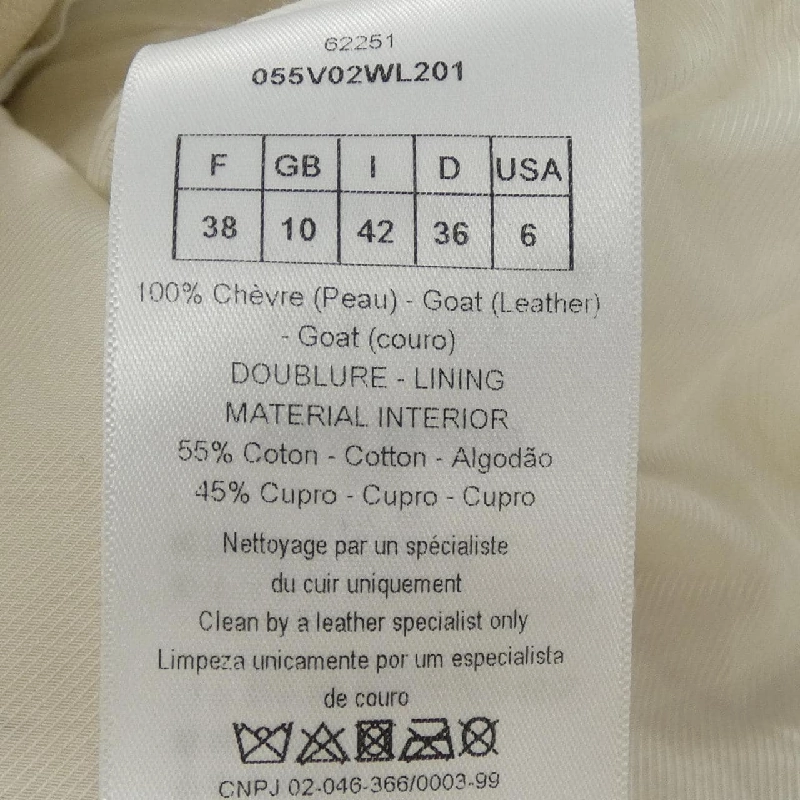 62251
055V02WL201
F GB I D USA
38 10 42 36 6
100% Chèvre (Peau) - Goat (Leather)
- Goat (couro)
DOUBLURE - LINING
MATERIAL INTERIOR
55% Coton - Cotton - Algodão
45% Cupro - Cupro - Cupro
Nettoyage par un spécialiste
du cuir uniquement
Clean by a leather specialist only
Limpeza unicamente por um especialista
de couro
CNPJ 02-046-366/0003-99